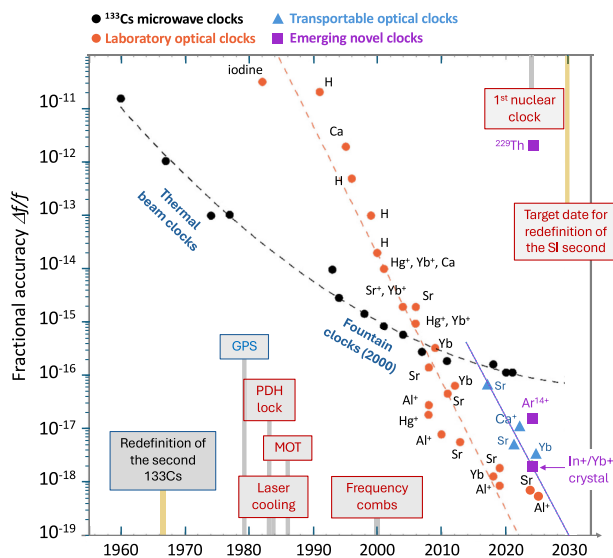 ¹³³Cs microwave clocks
Transportable optical clocks
Laboratory optical clocks
Emerging novel clocks
Fractional accuracy Δf/f
10⁻¹¹
10⁻¹²
10⁻¹³
10⁻¹⁴
10⁻¹⁵
10⁻¹⁶
10⁻¹⁷
10⁻¹⁸
10⁻¹⁹
1960
1970
1980
1990
2000
2010
2020
2030
iodine
H
Ca
H
H
H
Hg⁺, Yb⁺, Ca
Sr⁺, Yb⁺
Sr
Hg⁺, Yb⁺
Yb
Sr
Yb
Al⁺
Sr
Hg⁺
Al⁺
Sr
Sr
Yb
Al⁺
Sr
Al⁺
Thermal
beam clocks
Fountain
clocks (2000)
GPS
PDH
lock
MOT
Redefinition of
the second
133Cs
Laser
cooling
Frequency
combs
1st nuclear
clock
²²⁹Th
Target date for
redefinition of
the SI second
Sr
Ca⁺
Sr
Yb
Ar¹⁴⁺
In+/Yb+
crystal